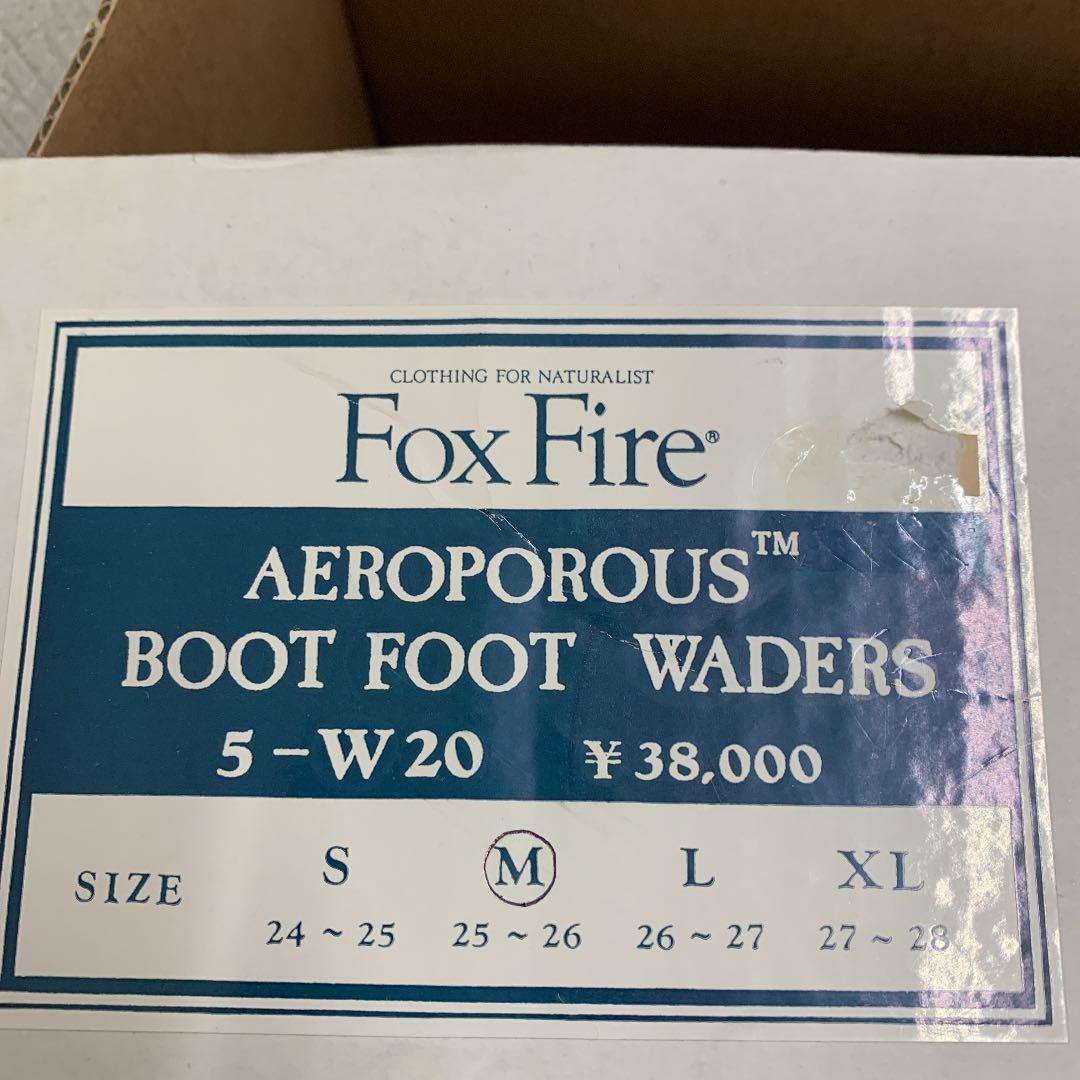 CLOTHING FOR NATURALIST
Fox Fire®
AEROPOROUS™
BOOT FOOT WADERS
5-W20 ¥38,000
SIZE S M L XL
24~25 25~26 26~27 27~28